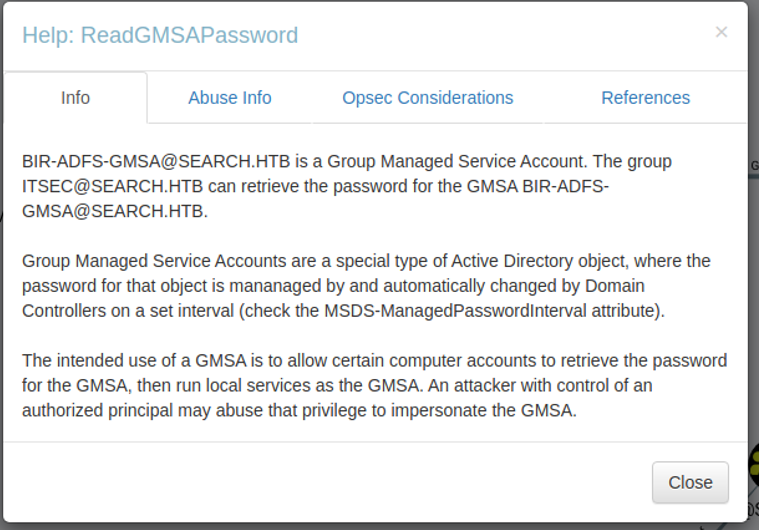 Help: ReadGMSAPassword
×
Info
Abuse Info
Opsec Considerations
References
BIR-ADFS-GMSA@SEARCH.HTB is a Group Managed Service Account. The group
ITSEC@SEARCH.HTB can retrieve the password for the GMSA BIR-ADFS-
GMSA@SEARCH.HTB.
Group Managed Service Accounts are a special type of Active Directory object, where the
password for that object is mananaged by and automatically changed by Domain
Controllers on a set interval (check the MSDS-ManagedPasswordInterval attribute).
The intended use of a GMSA is to allow certain computer accounts to retrieve the password
for the GMSA, then run local services as the GMSA. An attacker with control of an
authorized principal may abuse that privilege to impersonate the GMSA.
Close